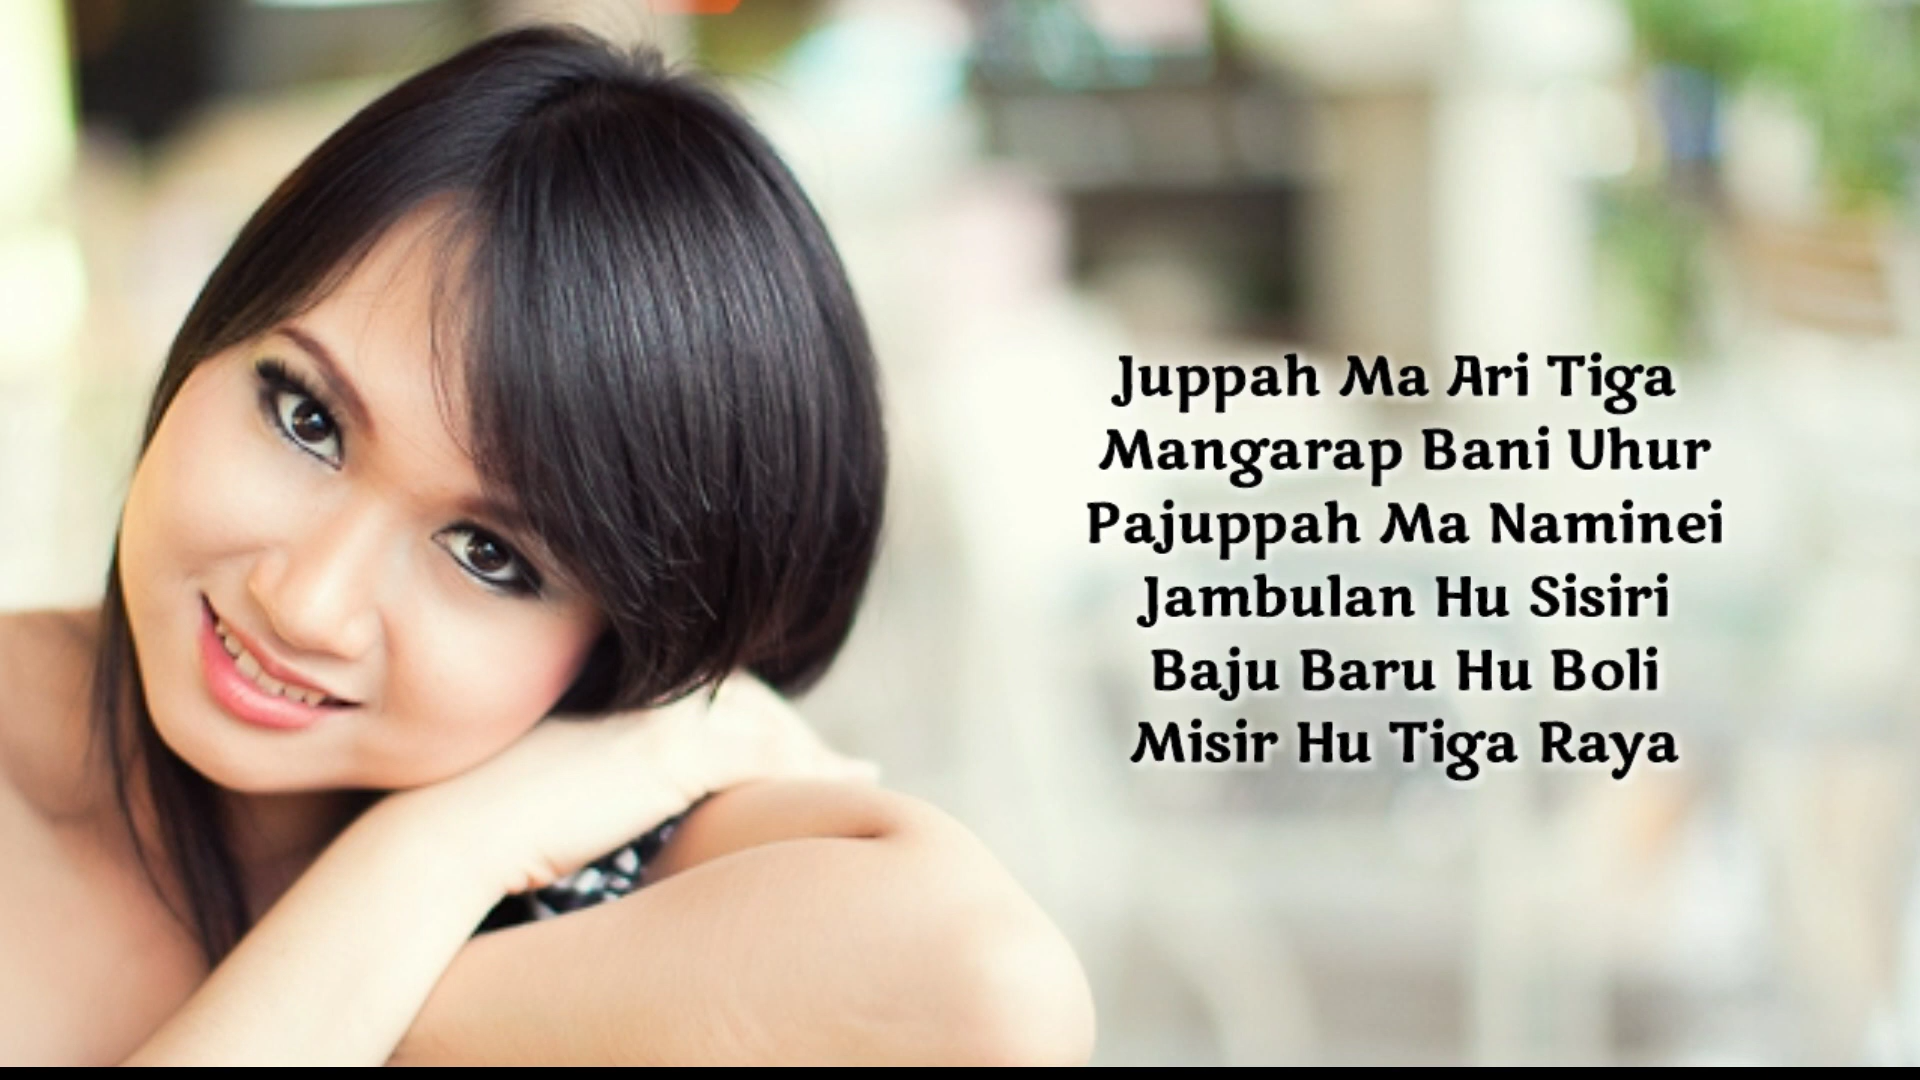 Juppah Ma Ari Tiga
Mangarap Bani Uhur
Pajuppah Ma Naminei
Jambulan Hu Sisiri
Baju Baru Hu Boli
Misir Hu Tiga Raya